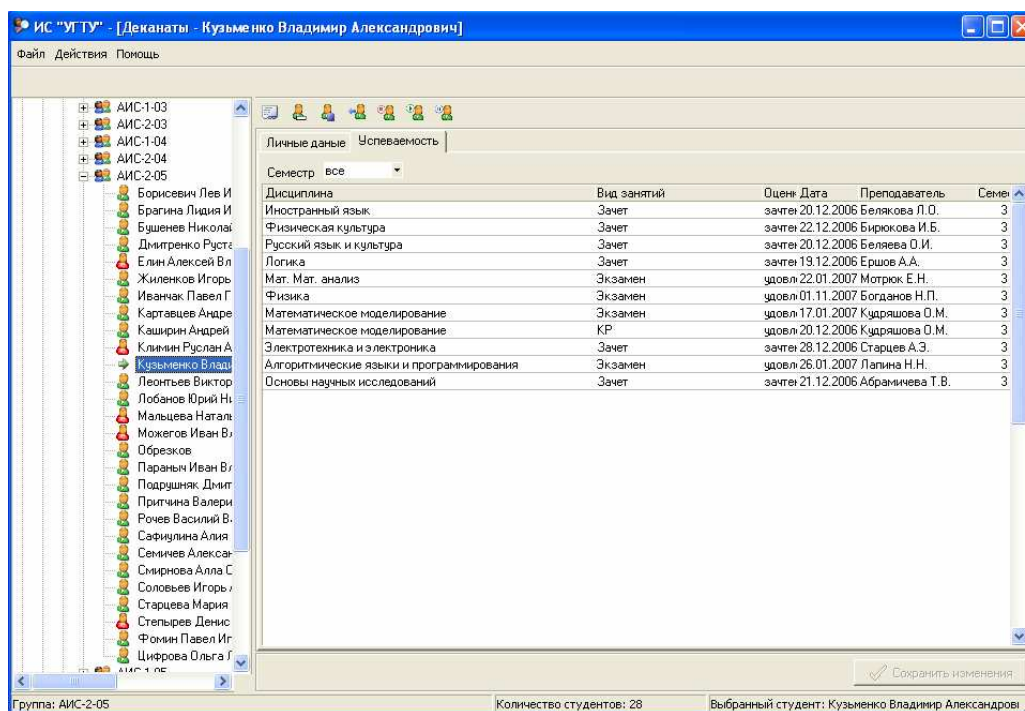 ИС "УГТУ" - [Деканаты - Кузьменко Владимир Александрович]
Файл Действия Помощь
АИС-1-03
АИС-2-03
АИС-1-04
АИС-2-04
АИС-2-05
Борисевич Лев И
Брагина Лидия И
Бушенев Николай
Дмитренко Руста
Елин Алексей Вл
Жиленков Игорь
Иванчак Павел Г
Картавцев Андре
Каширин Андрей
Климин Руслан А
Кузьменко Влади
Леонтьев Виктор
Лобанов Юрий Ни
Мальцева Наталь
Можегов Иван Вл
Обрезков
Параныч Иван Вл
Подрушняк Дмит
Притчина Валери
Рочев Василий В
Сафиулина Алия
Семичев Алексан
Смирнова Алла С
Соловьев Игорь
Старцева Мария
Степырев Денис
Фомин Павел Иг
Цифрова Ольга Л
Личные даные Успеваемость
Семестр все
Дисциплина Вид занятий Оценк Дата Преподаватель Семес
Иностранный язык Зачет зачтен 20.12.2006 Белякова Л.О. 3
Физическая культура Зачет зачтен 22.12.2006 Бирюкова И.Б. 3
Русский язык и культура Зачет зачтен 20.12.2006 Беляева О.И. 3
Логика Зачет зачтен 19.12.2006 Ершов А.А. 3
Мат. Мат. анализ Экзамен удовл 22.01.2007 Мотрюк Е.Н. 3
Физика Экзамен удовл 01.11.2007 Богданов Н.П. 3
Математическое моделирование Экзамен удовл 17.01.2007 Кудряшова О.М. 3
Математическое моделирование КР удовл 20.12.2006 Кудряшова О.М. 3
Электротехника и электроника Зачет зачтен 28.12.2006 Старцев А.Э. 3
Алгоритмические языки и программирования Экзамен удовл 26.01.2007 Лапина Н.Н. 3
Основы научных исследований Зачет зачтен 21.12.2006 Абрамичева Т.В. 3
Сохранить изменения
Группа: АИС-2-05 Количество студентов: 28 Выбранный студент: Кузьменко Владимир Александрови